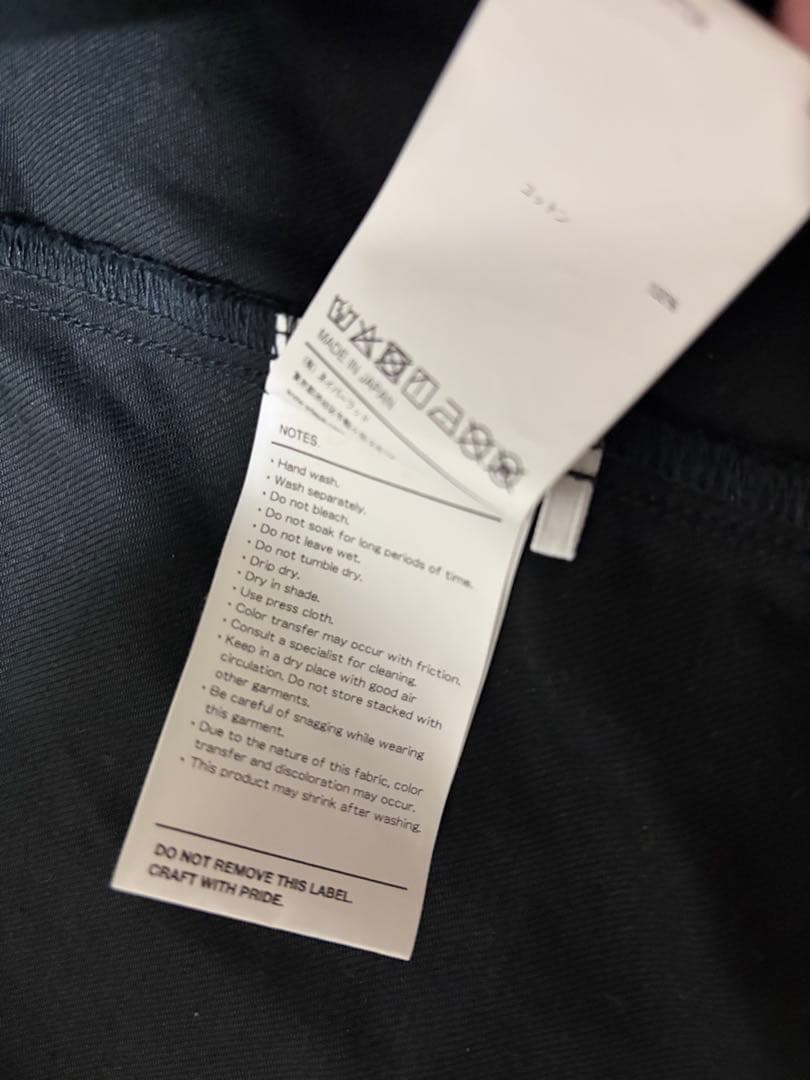 コットン 100%
MADE IN JAPAN
NOTES.
・Hand wash.
・Wash separately.
・Do not bleach.
・Do not soak for long periods of time.
・Do not leave wet.
・Do not tumble dry.
・Drip dry.
・Dry in shade.
・Use press cloth.
・Color transfer may occur with friction.
・Consult a specialist for cleaning.
・Keep in a dry place with good air
circulation. Do not store stacked with
other garments.
・Be careful of snagging while wearing
this garment.
・Due to the nature of this fabric, color
transfer and discoloration may occur.
・This product may shrink after washing.
DO NOT REMOVE THIS LABEL.
CRAFT WITH PRIDE.